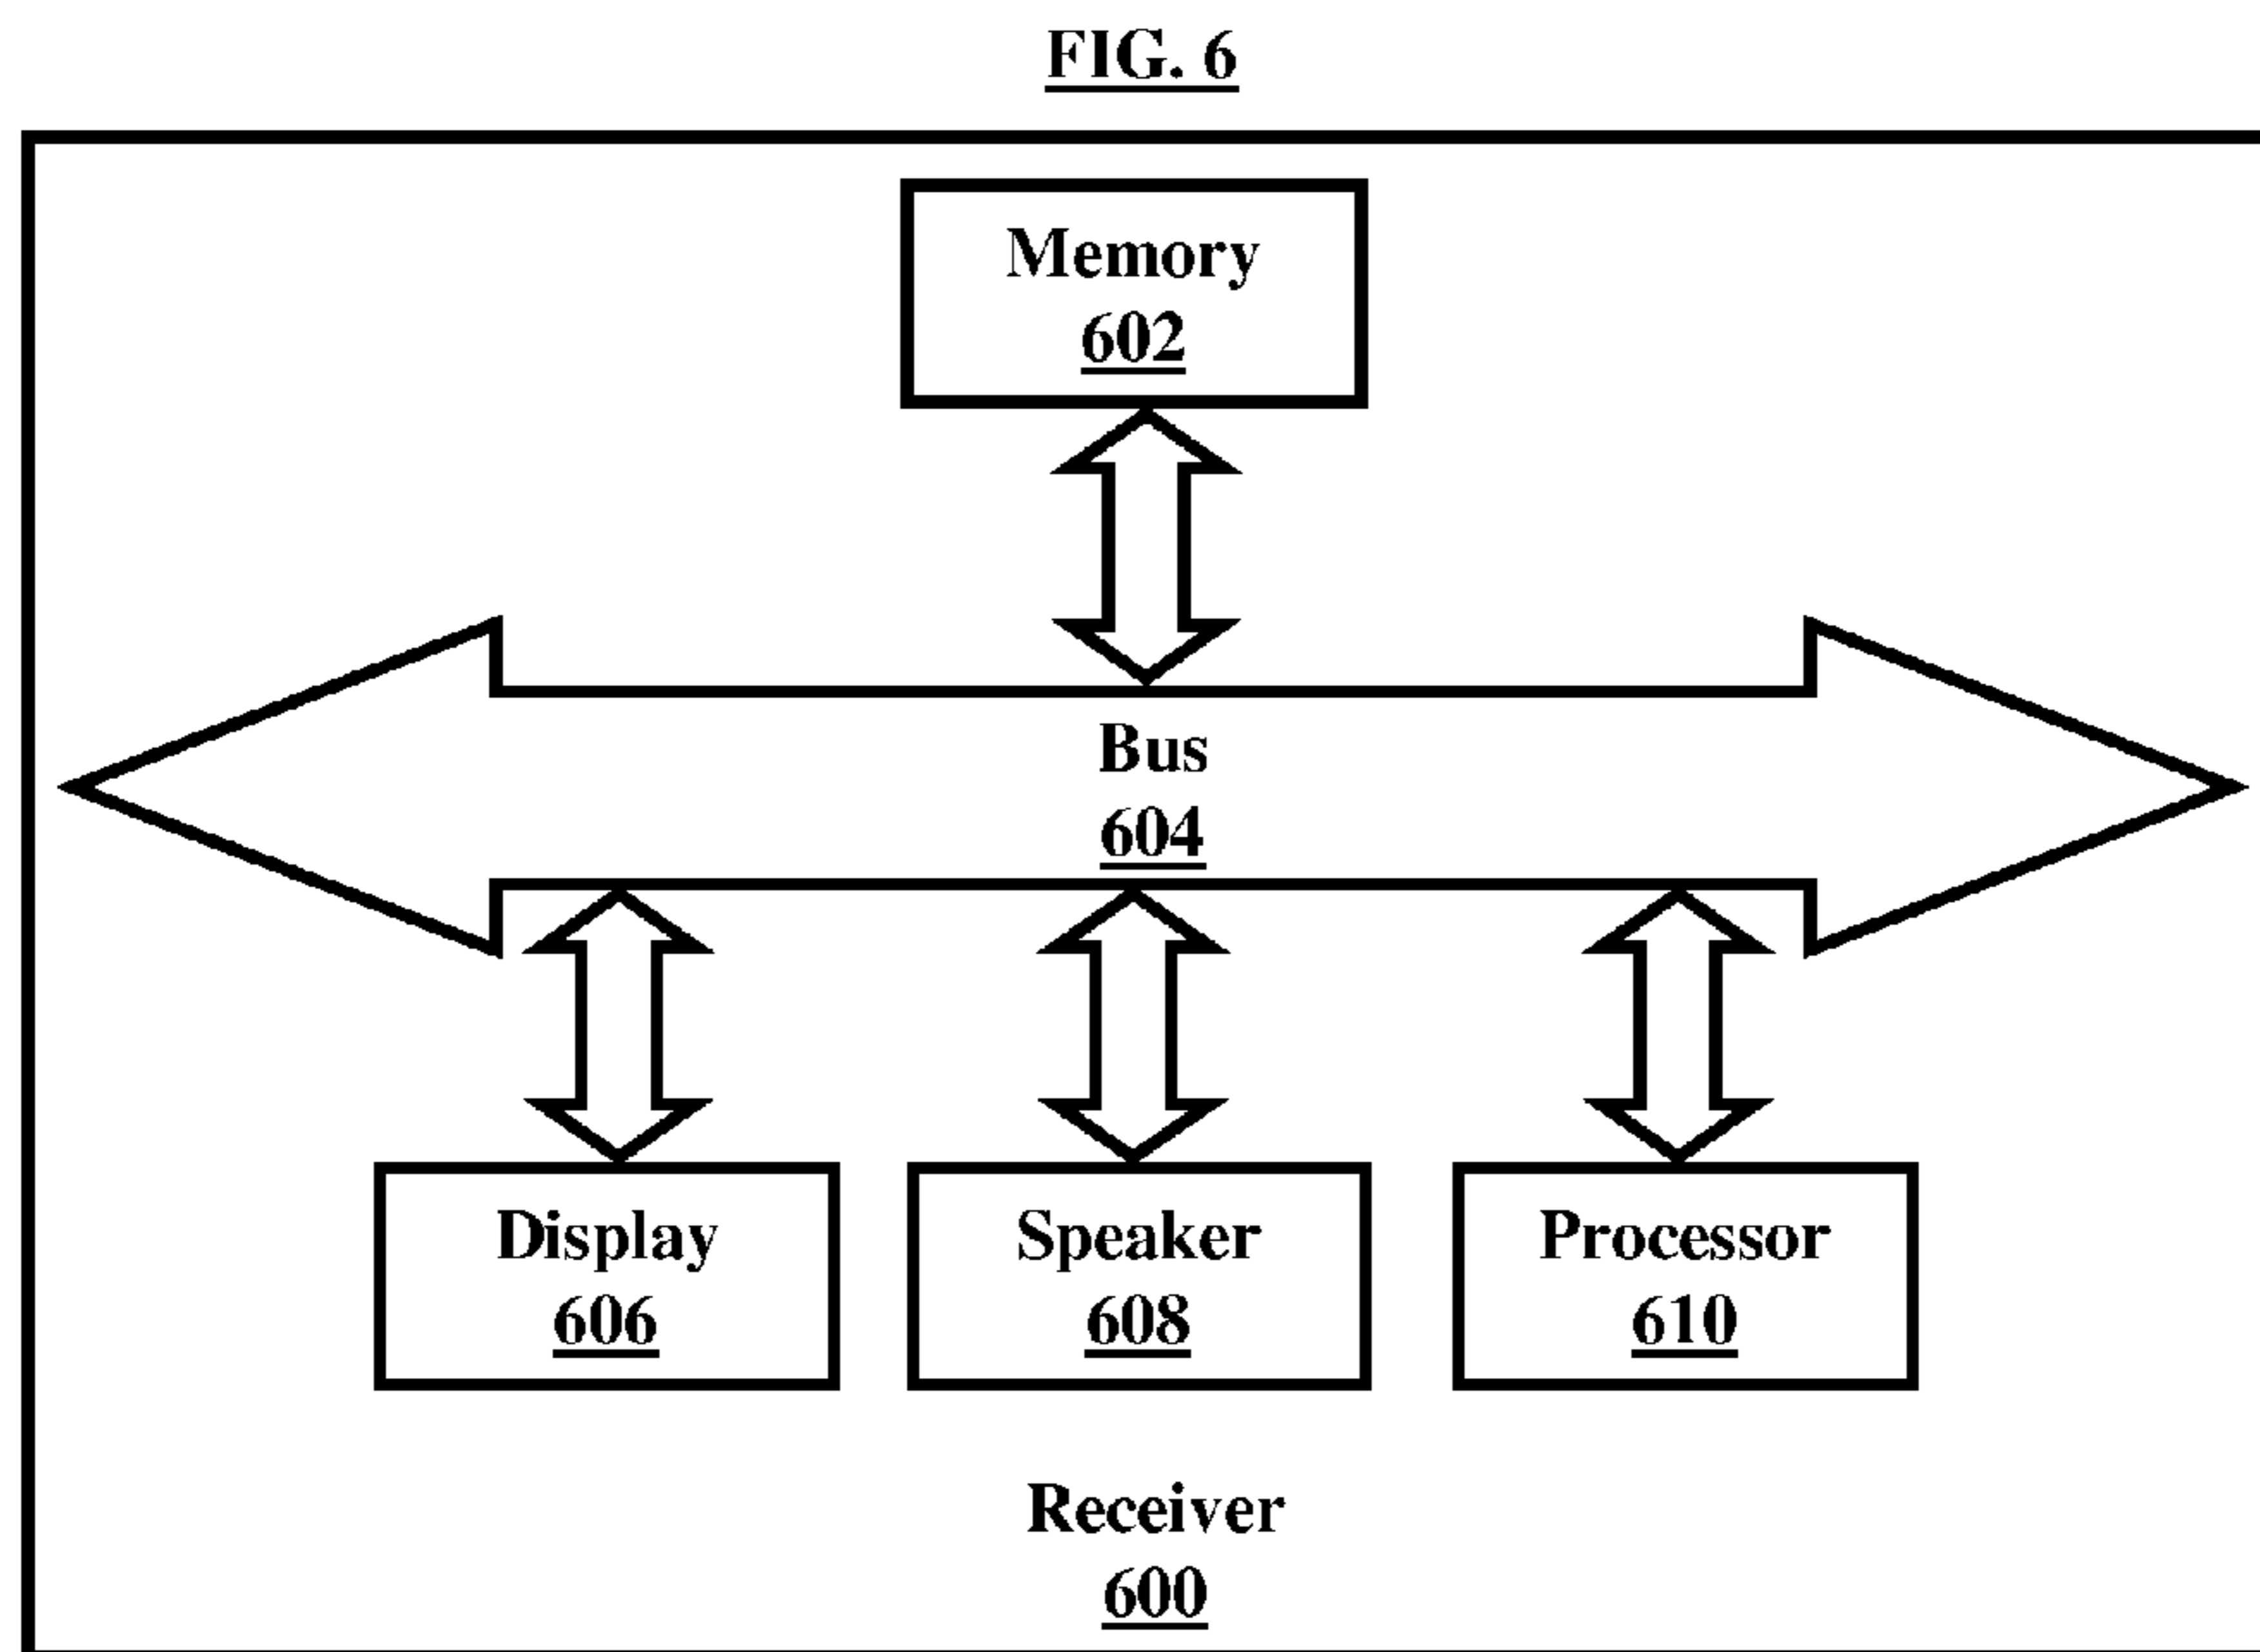 FIG. 6
Memory
602
Bus
604
Display
606
Speaker
608
Processor
610
Receiver
600